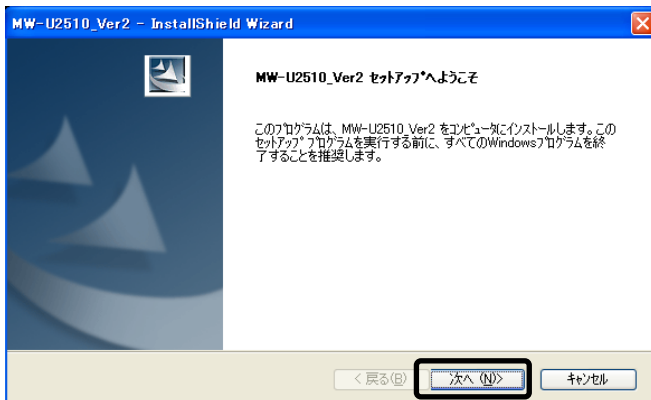 MW-U2510_Ver2 - InstallShield Wizard
MW-U2510_Ver2 ｾｯﾄｱｯﾌﾟへようこそ
このﾌﾟﾛｸﾞﾗﾑは、MW-U2510_Ver2 をｺﾝﾋﾟｭｰﾀにインストールします。この
ｾｯﾄｱｯﾌﾟ ﾌﾟﾛｸﾞﾗﾑを実行する前に、すべてのWindowsﾌﾟﾛｸﾞﾗﾑを終
了することを推奨します。
< 戻る(B)
次へ (N)>
ｷｬﾝｾﾙ